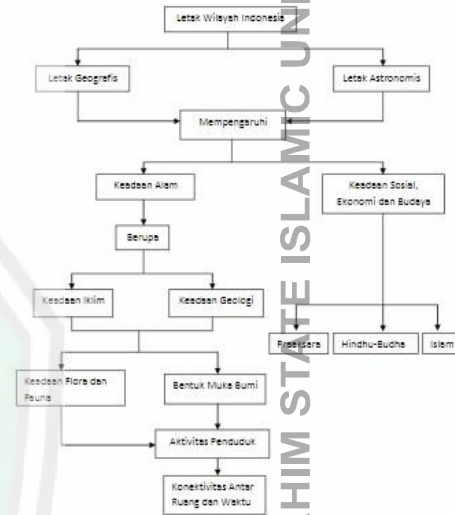 Letak Wilayah Indonesia
Letak Geografis
Letak Astronomis
Mempengaruhi
Keadaan Alam
Keadaan Sosial,
Ekonomi dan Budaya
Berupa
Keadaan Iklim
Keadaan Geologi
Praaksara
Hindhu-Budha
Islam
Keadaan Flora dan
Fauna
Bentuk Muka Bumi
Aktivitas Penduduk
Konektivitas Antar
Ruang dan Waktu
HIM STATE ISLAMIC UNI